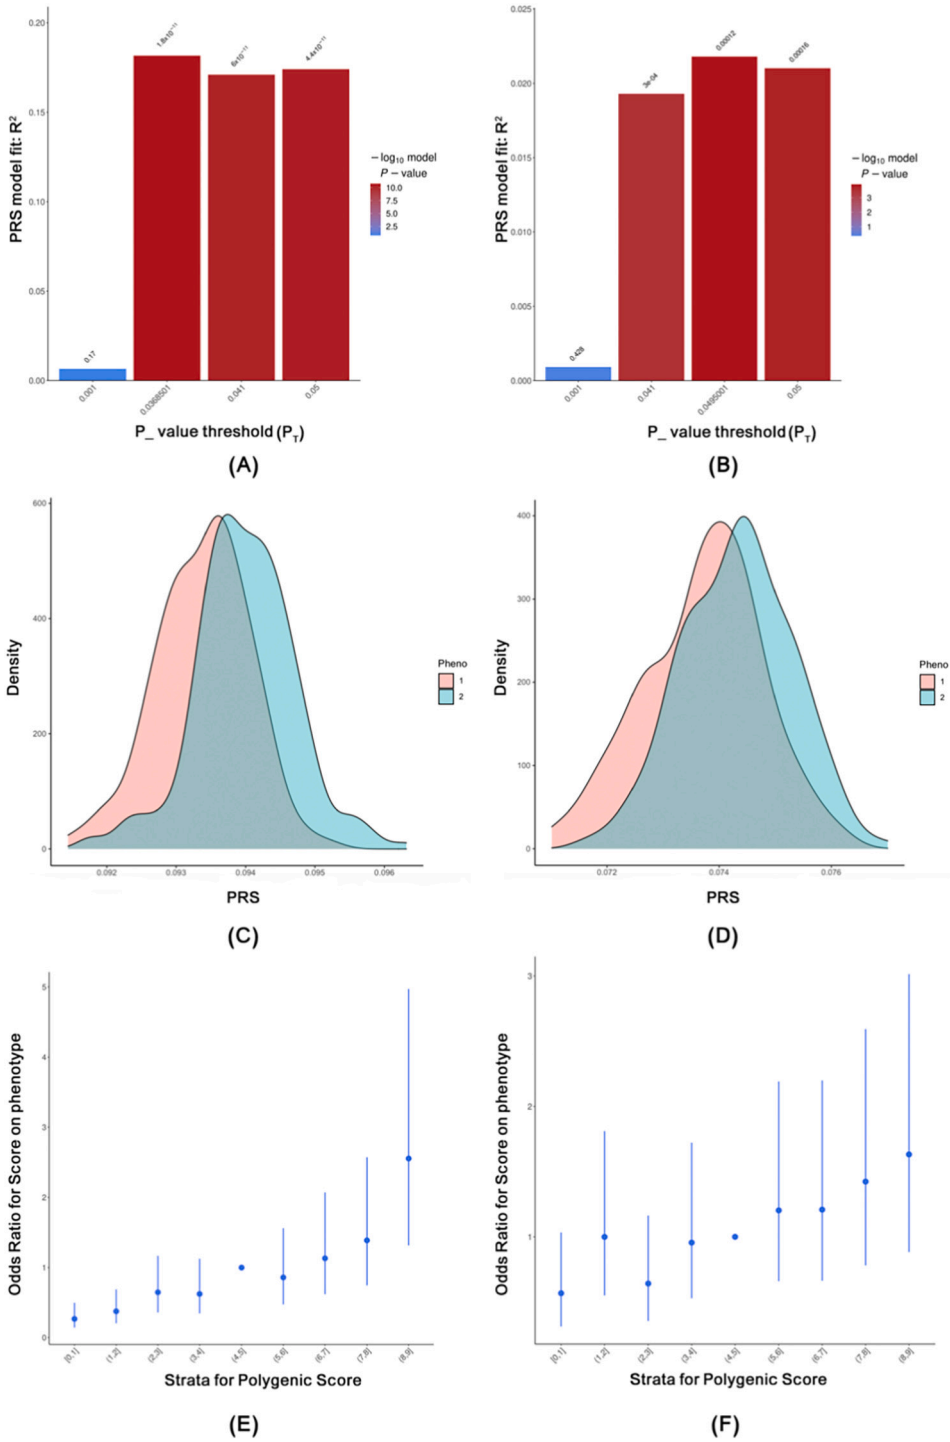 0.20
0.15
0.10
0.05
0.00
PRS model fit: R²
1.8x10⁻¹¹
6x10⁻¹¹
4.4x10⁻¹¹
0.17
0.001
0.0368501
0.041
0.05
P_ value threshold (P_T)
– log₁₀ model
P – value
10.0
7.5
5.0
2.5
(A)
0.025
0.020
0.015
0.010
0.005
0.000
PRS model fit: R²
0.428
3e-04
0.00012
0.00016
0.001
0.041
0.0495001
0.05
P_ value threshold (P_T)
– log₁₀ model
P – value
3
2
1
(B)
600
400
200
0
Density
0.092
0.093
0.094
0.095
0.096
PRS
Pheno
1
2
(C)
400
300
200
100
0
Density
0.072
0.074
0.076
PRS
Pheno
1
2
(D)
5
4
3
2
1
0
Odds Ratio for Score on phenotype
[0,1]
(1,2]
(2,3]
(3,4]
(4,5]
(5,6]
(6,7]
(7,8]
(8,9]
Strata for Polygenic Score
(E)
3
2
1
Odds Ratio for Score on phenotype
[0,1]
(1,2]
(2,3]
(3,4]
(4,5]
(5,6]
(6,7]
(7,8]
(8,9]
Strata for Polygenic Score
(F)